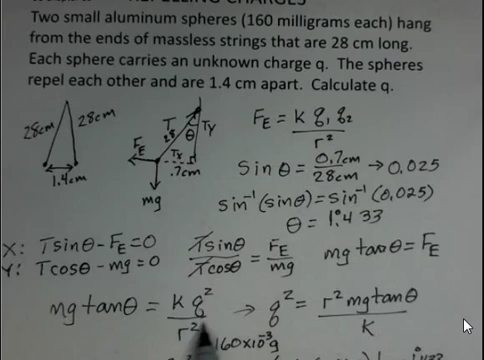 REPELLING CHARGES
Two small aluminum spheres (160 milligrams each) hang
from the ends of massless strings that are 28 cm long.
Each sphere carries an unknown charge q. The spheres
repel each other and are 1.4 cm apart. Calculate q.
28cm
28cm
1.4cm
T
28
θ
Ty
FE
Tx
.7cm
mg
FE = K q1 q2 / r²
Sin θ = 0.7cm / 28cm → 0.025
Sin⁻¹ (sinθ) = sin⁻¹ (0.025)
θ = 1.433°
X: Tsinθ - FE = 0
Y: Tcosθ - mg = 0
Tsinθ / Tcosθ = FE / mg
mg tanθ = FE
mg tanθ = K q² / r² → q² = r² mg tanθ / K
160x10⁻³g